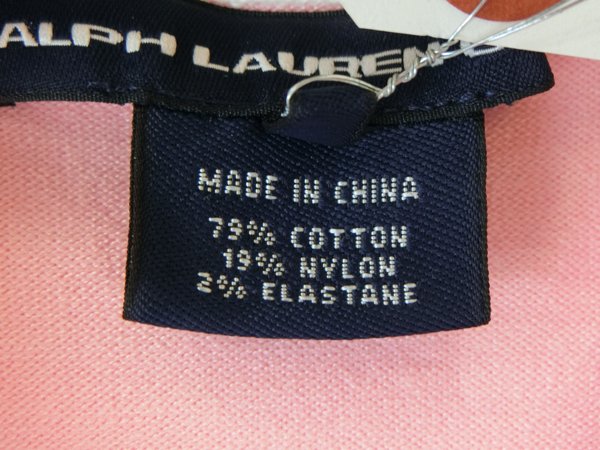 ALPH LAUREN
MADE IN CHINA
79% COTTON
19% NYLON
2% ELASTANE